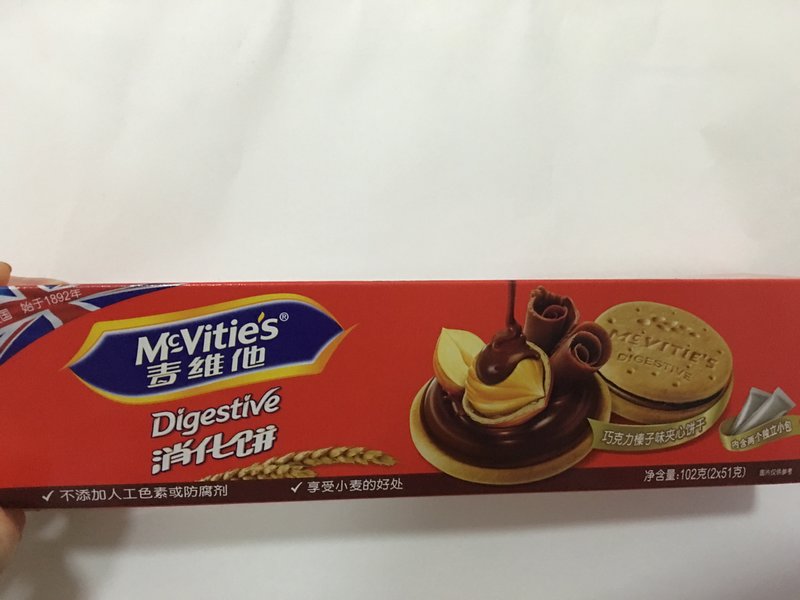 国 始于1892年
McVitie's®
麦维他
Digestive
消化饼
McVITIE'S
DIGESTIVE
巧克力榛子味夹心饼干
内含两个独立小包
✓ 不添加人工色素或防腐剂
✓ 享受小麦的好处
净含量:102克(2x51克)
图片仅供参考